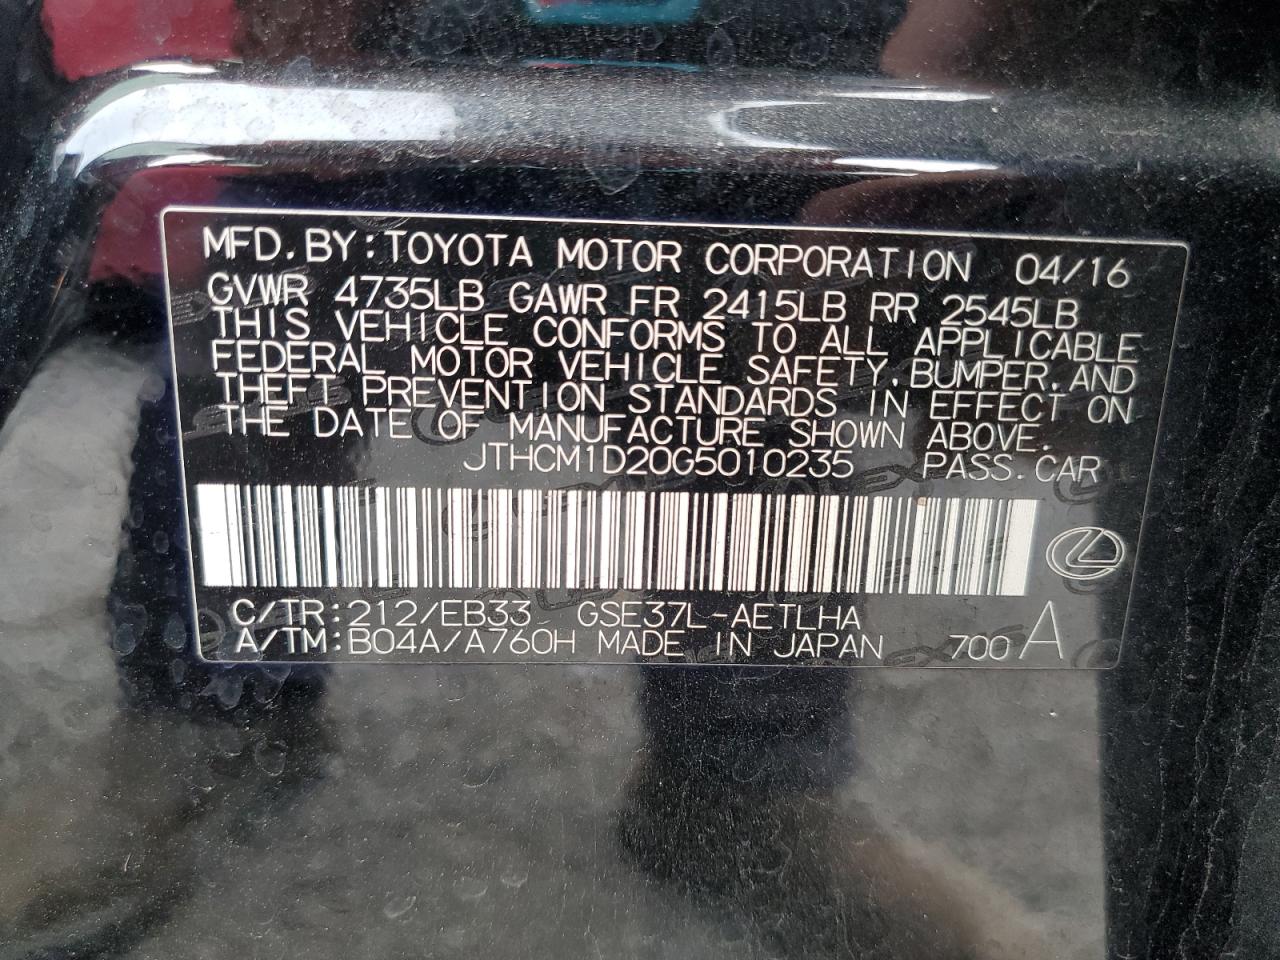 MFD. BY: TOYOTA MOTOR CORPORATION 04/16
GVWR 4735LB GAWR FR 2415LB RR 2545LB
THIS VEHICLE CONFORMS TO ALL APPLICABLE
FEDERAL MOTOR VEHICLE SAFETY, BUMPER, AND
THEFT PREVENTION STANDARDS IN EFFECT ON
THE DATE OF MANUFACTURE SHOWN ABOVE.
JTHCM1D20G5010235 PASS. CAR
C/TR: 212/EB33 GSE37L-AETLHA
A/TM: B04A/A760H MADE IN JAPAN 700 A